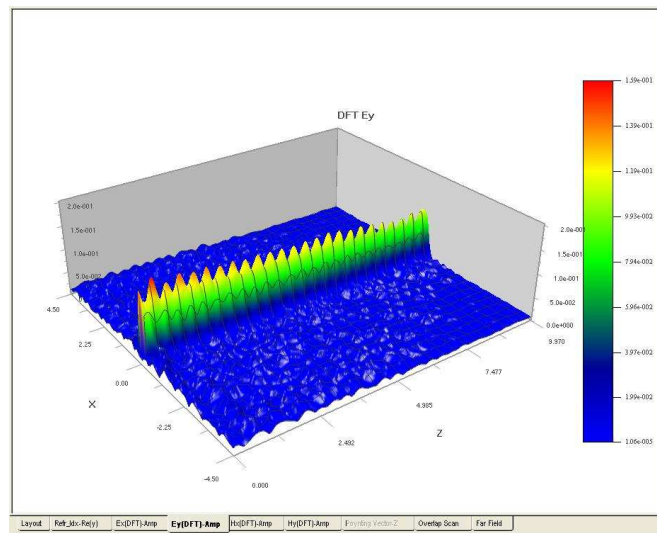 DFT Ey
1.59e-001
1.39e-001
1.19e-001
9.93e-002
7.94e-002
5.96e-002
3.97e-002
1.99e-002
1.06e-005
2.0e-001
1.5e-001
1.0e-001
5.0e-002
2.0e-001
1.5e-001
1.0e-001
5.0e-002
0.0e+000
4.50
2.25
0.00
-2.25
-4.50
X
0.000
2.492
4.985
7.477
9.970
Z
Layout Refr_Idx-Re(y) Ex(DFT)-Amp Ey(DFT)-Amp Hx(DFT)-Amp Hy(DFT)-Amp Poynting Vector-Z Overlap Scan Far Field